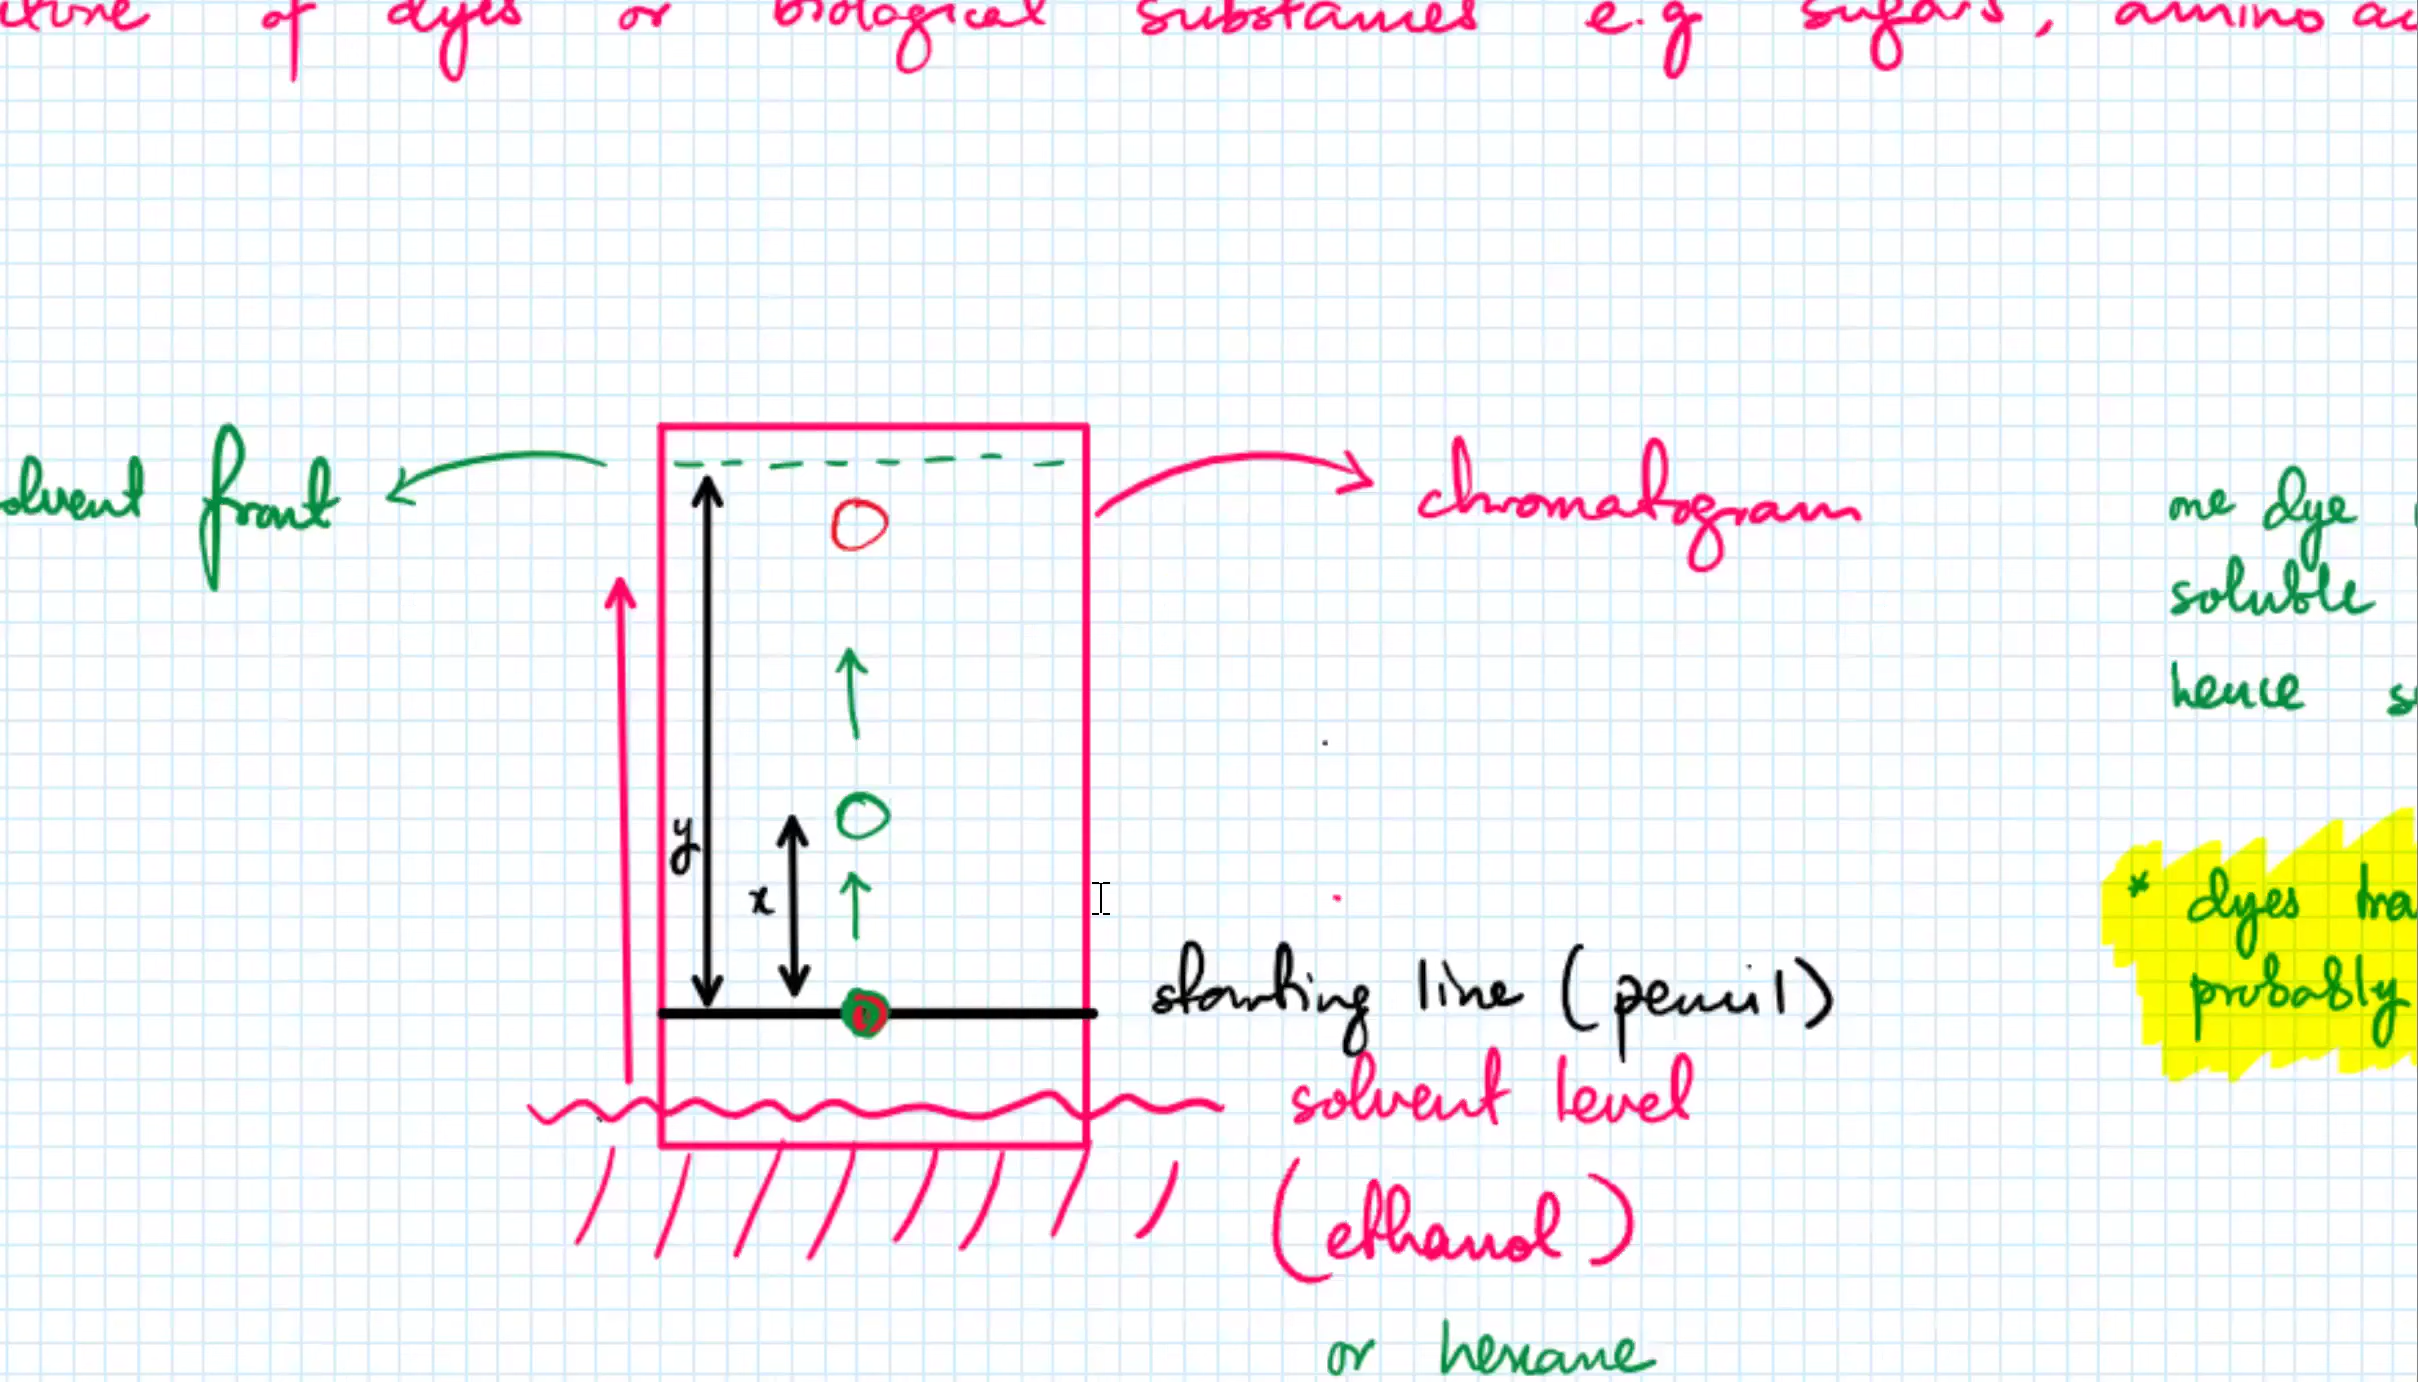 of dyes or biological substances e.g sugars, amino
solvent front
chromatogram
one dye
soluble
hence
y
x
starting line (pencil)
solvent level
(ethanol)
or hexane
* dyes
probably